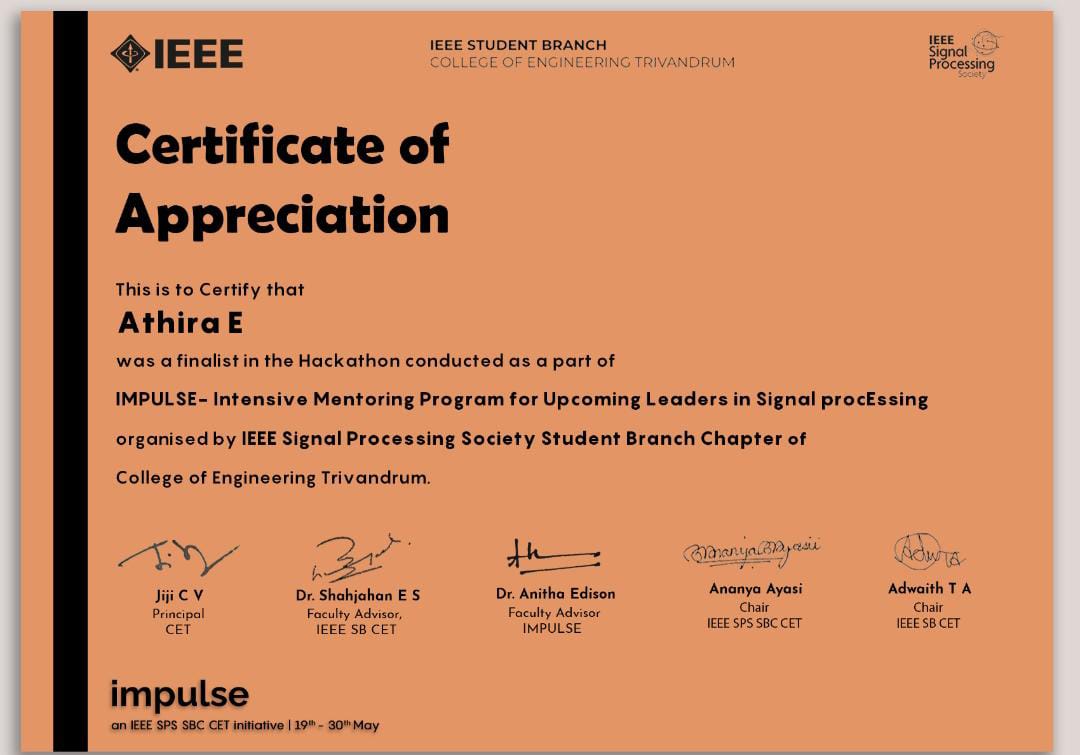 IEEE
IEEE STUDENT BRANCH
COLLEGE OF ENGINEERING TRIVANDRUM
IEEE
Signal
Processing
Society
Certificate of
Appreciation
This is to Certify that
Athira E
was a finalist in the Hackathon conducted as a part of
IMPULSE- Intensive Mentoring Program for Upcoming Leaders in Signal procEssing
organised by IEEE Signal Processing Society Student Branch Chapter of
College of Engineering Trivandrum.
Jiji C V
Principal
CET
Dr. Shahjahan E S
Faculty Advisor,
IEEE SB CET
Dr. Anitha Edison
Faculty Advisor
IMPULSE
Ananya Ayasi
Chair
IEEE SPS SBC CET
Adwaith T A
Chair
IEEE SB CET
impulse
an IEEE SPS SBC CET initiative | 19th - 30th May